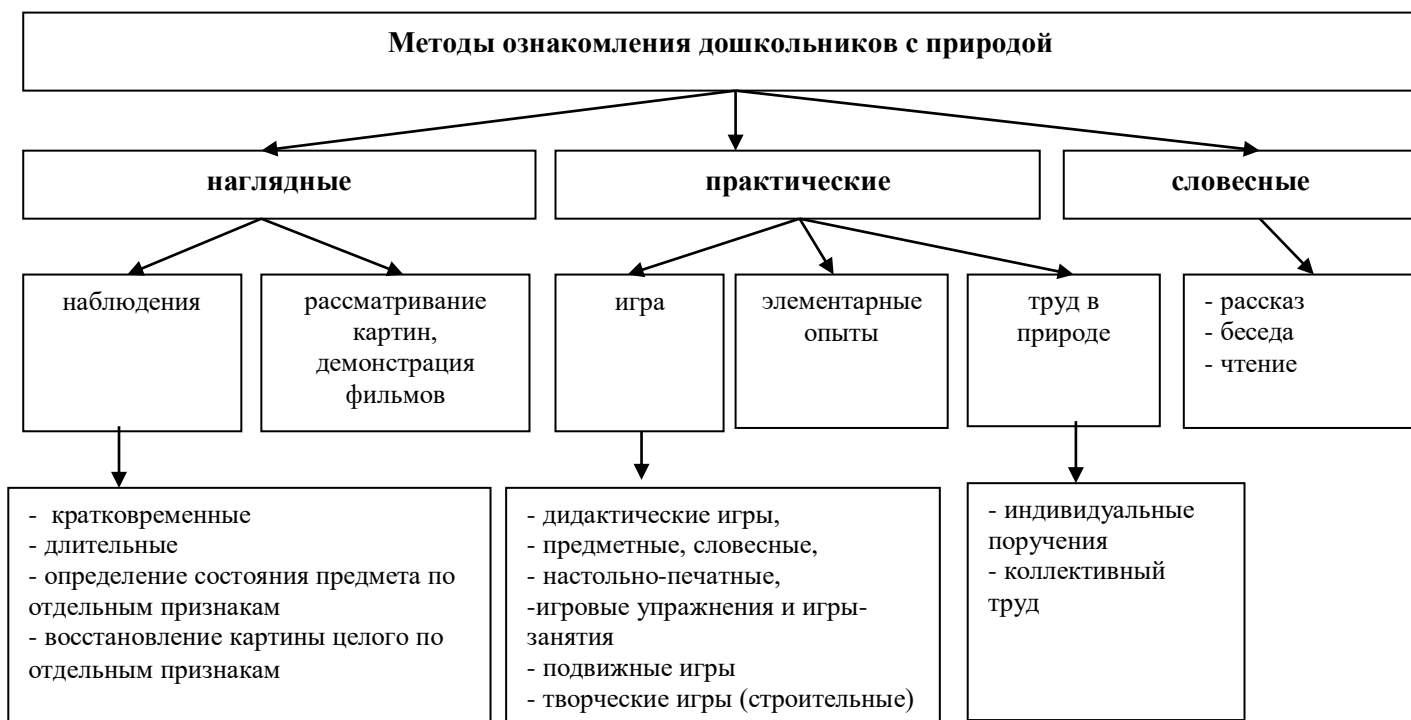 Методы ознакомления дошкольников с природой
наглядные
практические
словесные
наблюдения
рассматривание
картин,
демонстрация
фильмов
игра
элементарные
опыты
труд в
природе
- рассказ
- беседа
- чтение
- кратковременные
- длительные
- определение состояния предмета по
отдельным признакам
- восстановление картины целого по
отдельным признакам
- дидактические игры,
- предметные, словесные,
- настольно-печатные,
-игровые упражнения и игры-
занятия
- подвижные игры
- творческие игры (строительные)
- индивидуальные
поручения
- коллективный
труд